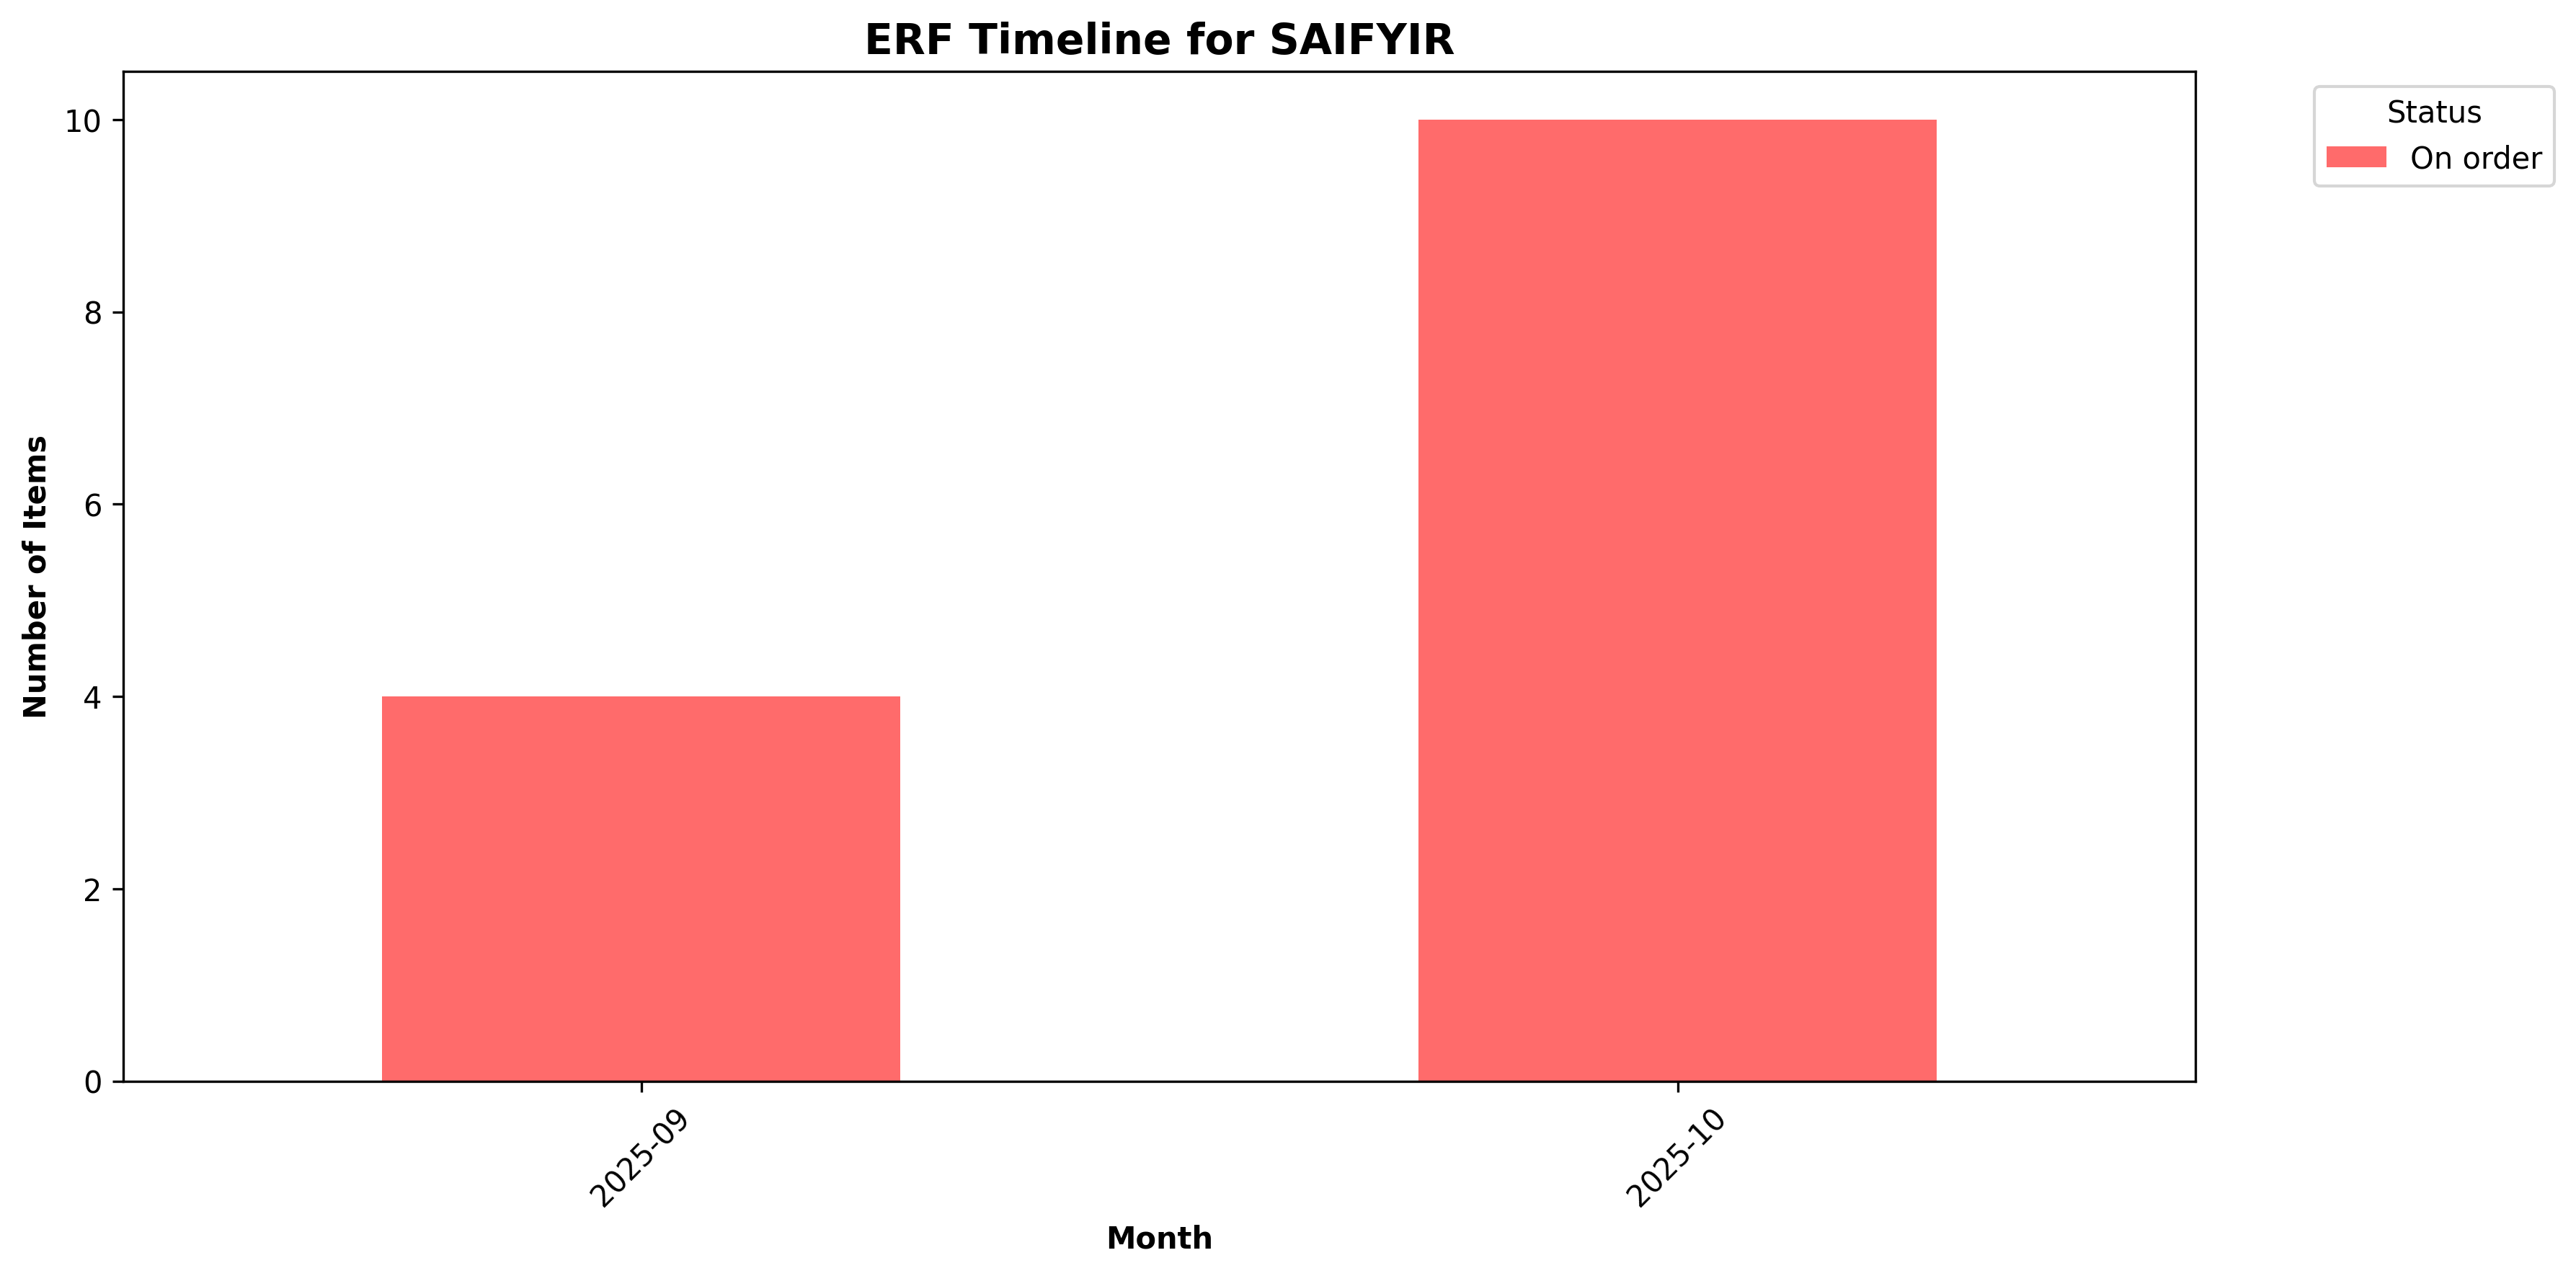 ERF Timeline for SAIFYIR
Status
On order
Number of Items
10
8
6
4
2
0
2025-09
2025-10
Month